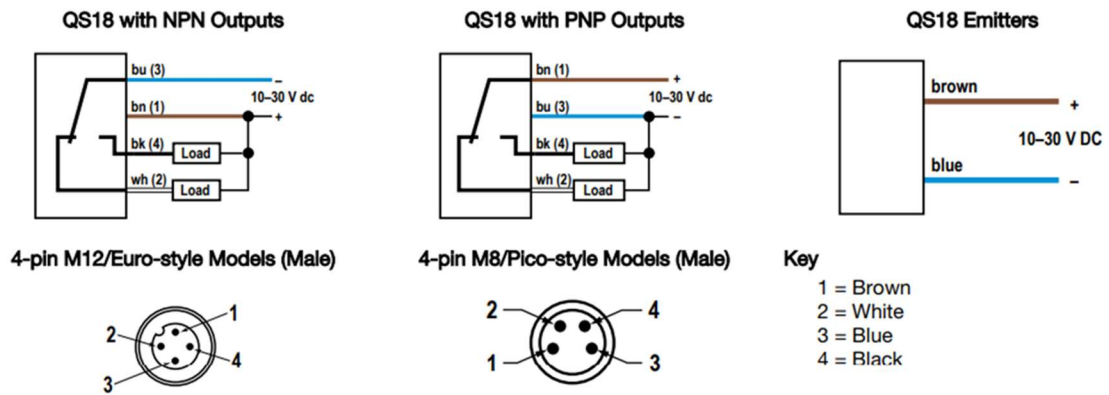 QS18 with NPN Outputs
bu (3)
–
10–30 V dc
bn (1)
+
bk (4)
Load
wh (2)
Load
QS18 with PNP Outputs
bn (1)
+
10–30 V dc
bu (3)
–
bk (4)
Load
wh (2)
Load
QS18 Emitters
brown
+
10–30 V DC
blue
–
4-pin M12/Euro-style Models (Male)
1
2
4
3
4-pin M8/Pico-style Models (Male)
2
4
1
3
Key
1 = Brown
2 = White
3 = Blue
4 = Black